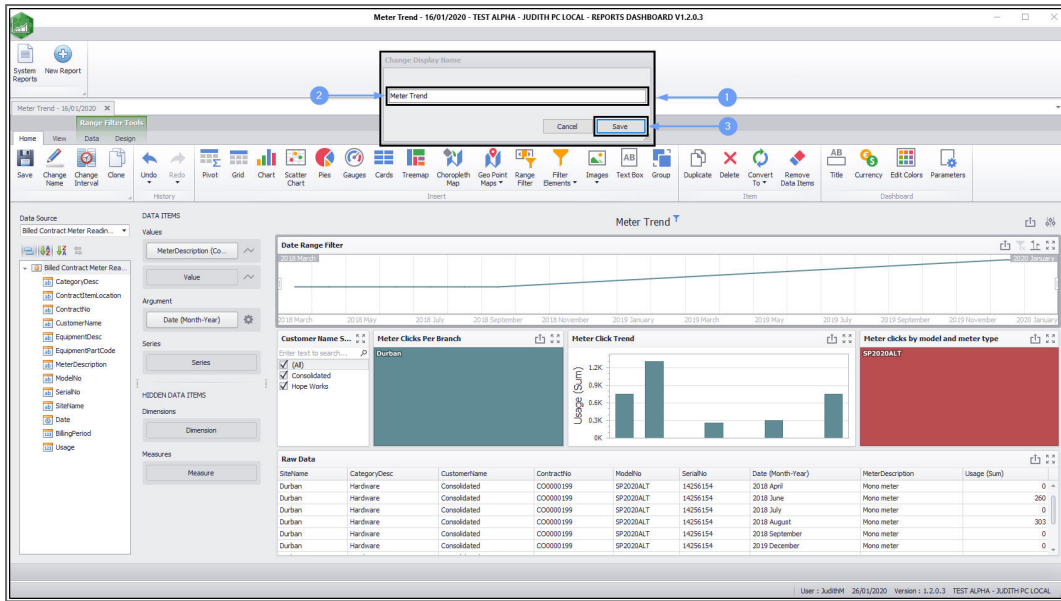 Meter Trend - 16/01/2020 - TEST ALPHA - JUDITH PC LOCAL - REPORTS DASHBOARD V1.2.0.3
System Reports
New Report
Change Display Name
Meter Trend
1
2
3
Cancel Save
Meter Trend - 16/01/2020
Range Filter Tools
Home View Data Design
Save Change Name Change Interval Clone Undo Redo Pivot Grid Chart Scatter Chart Pies Gauges Cards Treemap Choropleth Map Geo Point Maps Range Filter Filter Elements Images Text Box Group Duplicate Delete Convert To Remove Data Items Title Currency Edit Colors Parameters
History Insert Item Dashboard
Data Source
Billed Contract Meter Readin...
Billed Contract Meter Rea...
CategoryDesc
ContractItemLocation
ContractNo
CustomerName
EquipmentDesc
EquipmentPartCode
MeterDescription
ModelNo
SerialNo
SiteName
Date
BillingPeriod
Usage
DATA ITEMS
Values
MeterDescription (Co...
Value
Argument
Date (Month-Year)
Series
Series
HIDDEN DATA ITEMS
Dimensions
Dimension
Measures
Measure
Meter Trend
Date Range Filter
2018 March 2020 January
2018 March 2018 May 2018 July 2018 September 2018 November 2019 January 2019 March 2019 May 2019 July 2019 September 2019 November 2020 January
Customer Name S...
Enter text to search...
(All)
Consolidated
Hope Works
Meter Clicks Per Branch
Durban
Meter Click Trend
Usage (Sum)
1.2K
0.9K
0.6K
0.3K
0K
Meter clicks by model and meter type
SP2020ALT
Raw Data
SiteName CategoryDesc CustomerName ContractNo ModelNo SerialNo Date (Month-Year) MeterDescription Usage (Sum)
Durban Hardware Consolidated CO0000199 SP2020ALT 14256154 2018 April Mono meter 0
Durban Hardware Consolidated CO0000199 SP2020ALT 14256154 2018 June Mono meter 260
Durban Hardware Consolidated CO0000199 SP2020ALT 14256154 2018 July Mono meter 0
Durban Hardware Consolidated CO0000199 SP2020ALT 14256154 2018 August Mono meter 303
Durban Hardware Consolidated CO0000199 SP2020ALT 14256154 2018 September Mono meter 0
Durban Hardware Consolidated CO0000199 SP2020ALT 14256154 2019 December Mono meter 0
User : JudithM 26/01/2020 Version : 1.2.0.3 TEST ALPHA - JUDITH PC LOCAL